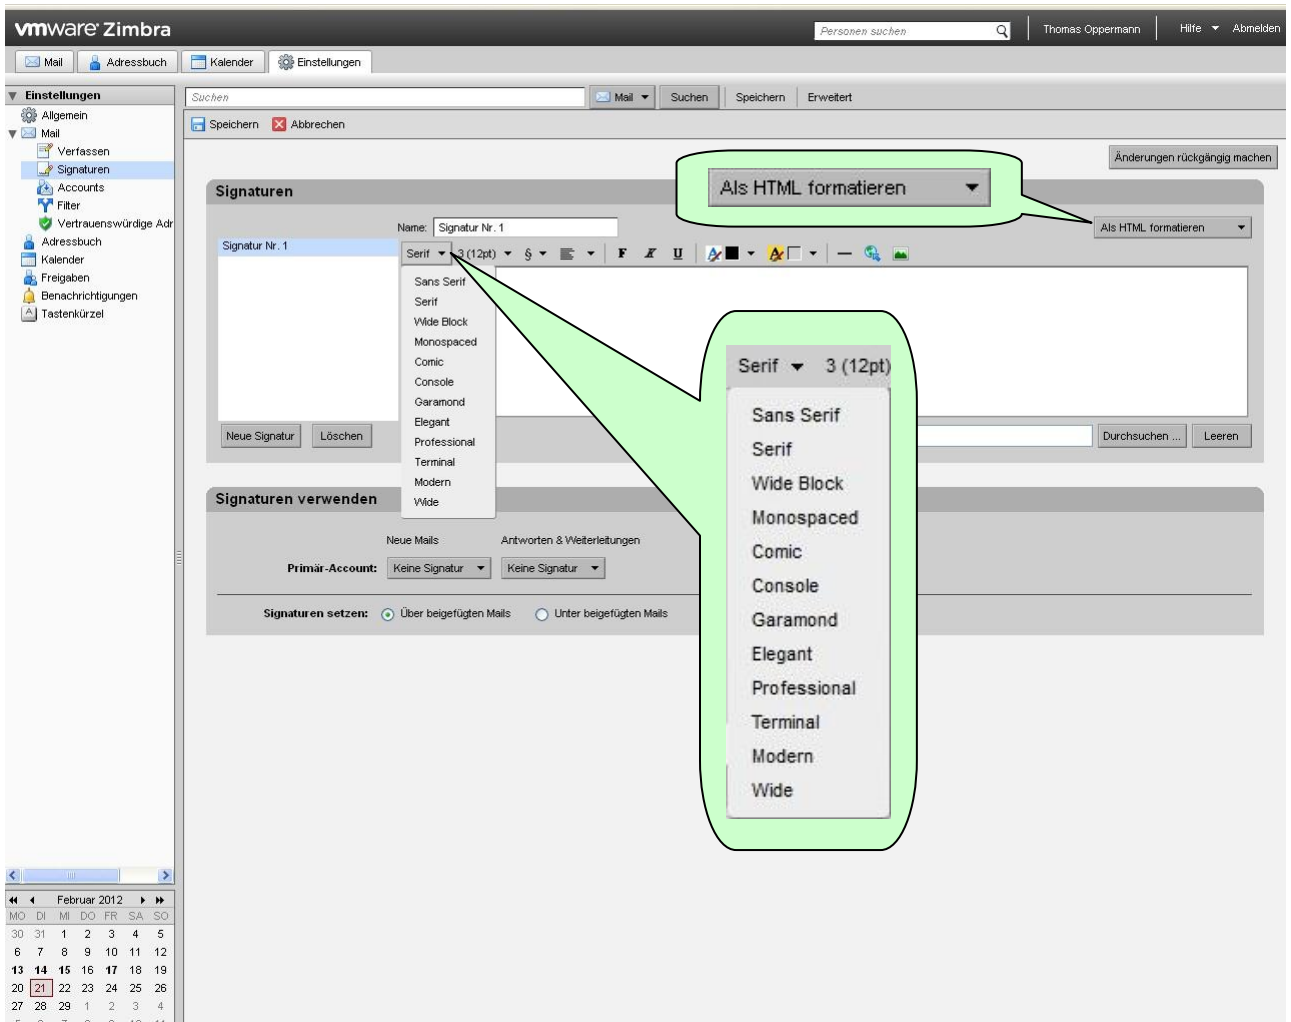 vmware® Zimbra
Personen suchen
Thomas Oppermann
Hilfe
Abmelden
Mail
Adressbuch
Kalender
Einstellungen
Einstellungen
Allgemein
Mail
Verfassen
Signaturen
Accounts
Filter
Vertrauenswürdige Adr
Adressbuch
Kalender
Freigaben
Benachrichtigungen
Tastenkürzel
Suchen
Mail
Suchen
Speichern
Erweitert
Speichern
Abbrechen
Änderungen rückgängig machen
Signaturen
Als HTML formatieren
Als HTML formatieren
Name: Signatur Nr. 1
Signatur Nr. 1
Serif
3 (12pt)
§
F K U
Sans Serif
Serif
Wide Block
Monospaced
Comic
Console
Garamond
Elegant
Professional
Terminal
Modern
Wide
Serif 3 (12pt)
Sans Serif
Serif
Wide Block
Monospaced
Comic
Console
Garamond
Elegant
Professional
Terminal
Modern
Wide
Neue Signatur
Löschen
Durchsuchen ...
Leeren
Signaturen verwenden
Neue Mails
Antworten & Weiterleitungen
Primär-Account:
Keine Signatur
Keine Signatur
Signaturen setzen:
Über beigefügten Mails
Unter beigefügten Mails
Februar 2012
MO DI MI DO FR SA SO
30 31 1 2 3 4 5
6 7 8 9 10 11 12
13 14 15 16 17 18 19
20 21 22 23 24 25 26
27 28 29 1 2 3 4